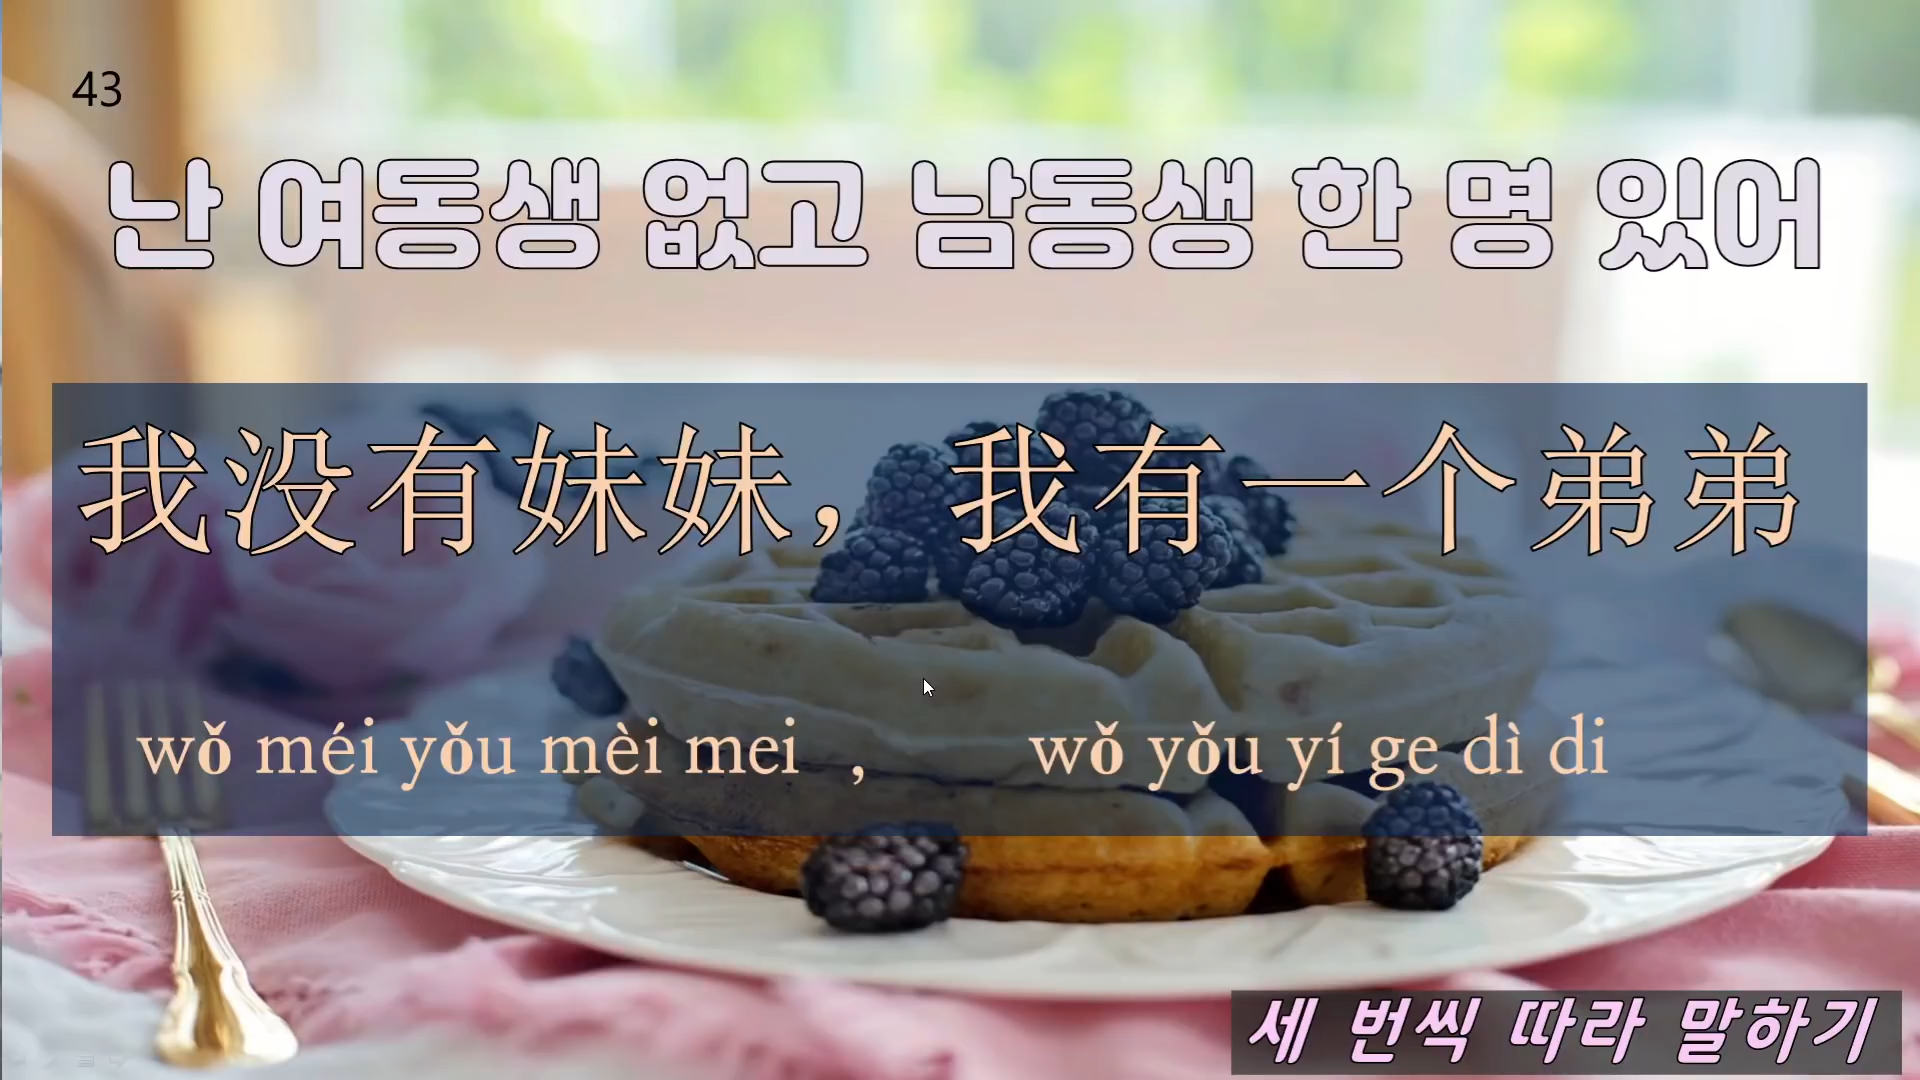 43
난 여동생 없고 남동생 한 명 있어
我没有妹妹，我有一个弟弟
wǒ méi yǒu mèi mei , wǒ yǒu yí ge dì di
세 번씩 따라 말하기